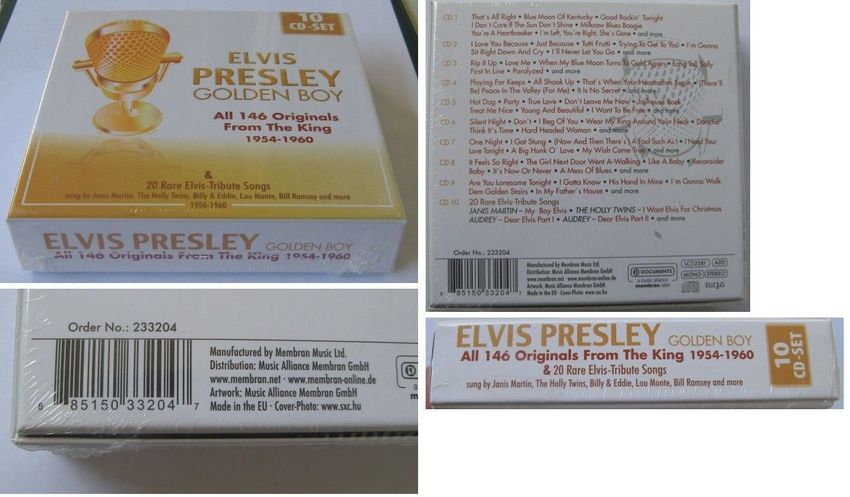 10
CD-SET
ELVIS
PRESLEY
GOLDEN BOY
All 146 Originals
From The King
1954-1960
&
20 Rare Elvis-Tribute Songs
sung by Janis Martin, The Holly Twins, Billy & Eddie, Lou Monte, Bill Ramsey and more
1956-1960
ELVIS PRESLEY GOLDEN BOY
All 146 Originals From The King 1954-1960
CD 1 That's All Right • Blue Moon Of Kentucky • Good Rockin' Tonight
I Don't Care If The Sun Don't Shine • Milkcow Blues Boogie
You're A Heartbreaker • I'm Left, You're Right, She's Gone • and more
CD 2 I Love You Because • Just Because • Tutti Frutti • Trying To Get To You • I'm Gonna
Sit Right Down And Cry • I'll Never Let You Go • and more
CD 3 Rip It Up • Love Me • When My Blue Moon Turns To Gold Again • Long Tall Sally
First In Line • Paralyzed • and more
CD 4 Playing For Keeps • All Shook Up • That's When Your Heartaches Begin • (There'll
Be) Peace In The Valley (For Me) • It Is No Secret • and more
CD 5 Hot Dog • Party • True Love • Don't Leave Me Now • Jailhouse Rock
Treat Me Nice • Young And Beautiful • I Want To Be Free • and more
CD 6 Silent Night • Don't • I Beg Of You • Wear My Ring Around Your Neck • Doncha'
Think It's Time • Hard Headed Woman • and more
CD 7 One Night • I Got Stung • (Now And Then There's) A Fool Such As I • I Need Your
Love Tonight • A Big Hunk O' Love • My Wish Came True • and more
CD 8 It Feels So Right • The Girl Next Door Went A-Walking • Like A Baby • Reconsider
Baby • It's Now Or Never • A Mess Of Blues • and more
CD 9 Are You Lonesome Tonight • I Gotta Know • His Hand In Mine • I'm Gonna Walk
Dem Golden Stairs • In My Father's House • and more
CD 10 20 Rare Elvis-Tribute Songs
JANIS MARTIN – My Boy Elvis • THE HOLLY TWINS – I Want Elvis For Christmas
AUDREY – Dear Elvis Part I • AUDREY – Dear Elvis Part II • and more
Order No.: 233204
Manufactured by Membran Music Ltd.
Distribution: Music Alliance Membran GmbH
www.membran.net · www.membran-online.de
Artwork: Music Alliance Membran GmbH
Made in the EU · Cover-Photo: www.sxc.hu
85150 33204 7
DOCUMENTS
a music alliance
membran label
LC 12281 ADD
MONO STEREO
mcps
Order No.: 233204
Manufactured by Membran Music Ltd.
Distribution: Music Alliance Membran GmbH
www.membran.net · www.membran-online.de
Artwork: Music Alliance Membran GmbH
Made in the EU · Cover-Photo: www.sxc.hu
85150 33204 7
ELVIS PRESLEY GOLDEN BOY
All 146 Originals From The King 1954-1960
& 20 Rare Elvis-Tribute Songs
sung by Janis Martin, The Holly Twins, Billy & Eddie, Lou Monte, Bill Ramsey and more
10
CD-SET